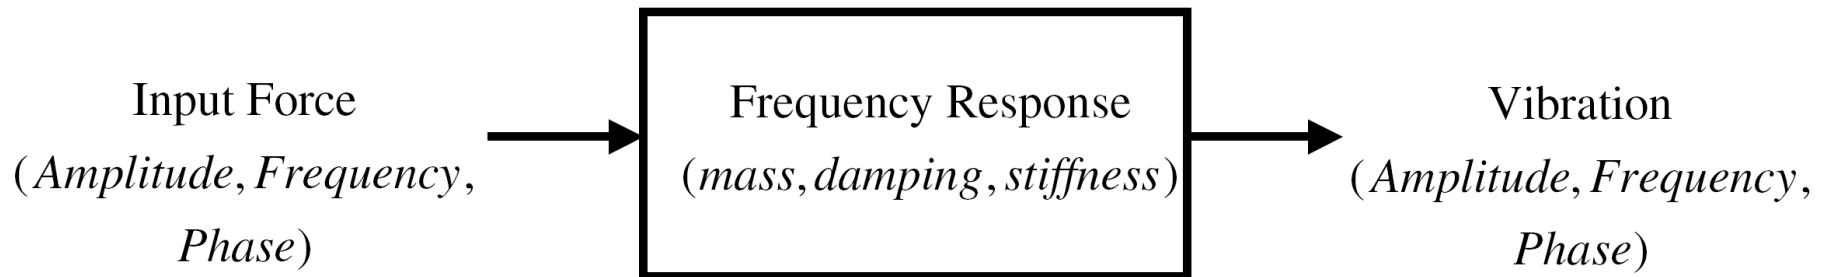 Input Force
(Amplitude, Frequency,
Phase)
Frequency Response
(mass, damping, stiffness)
Vibration
(Amplitude, Frequency,
Phase)